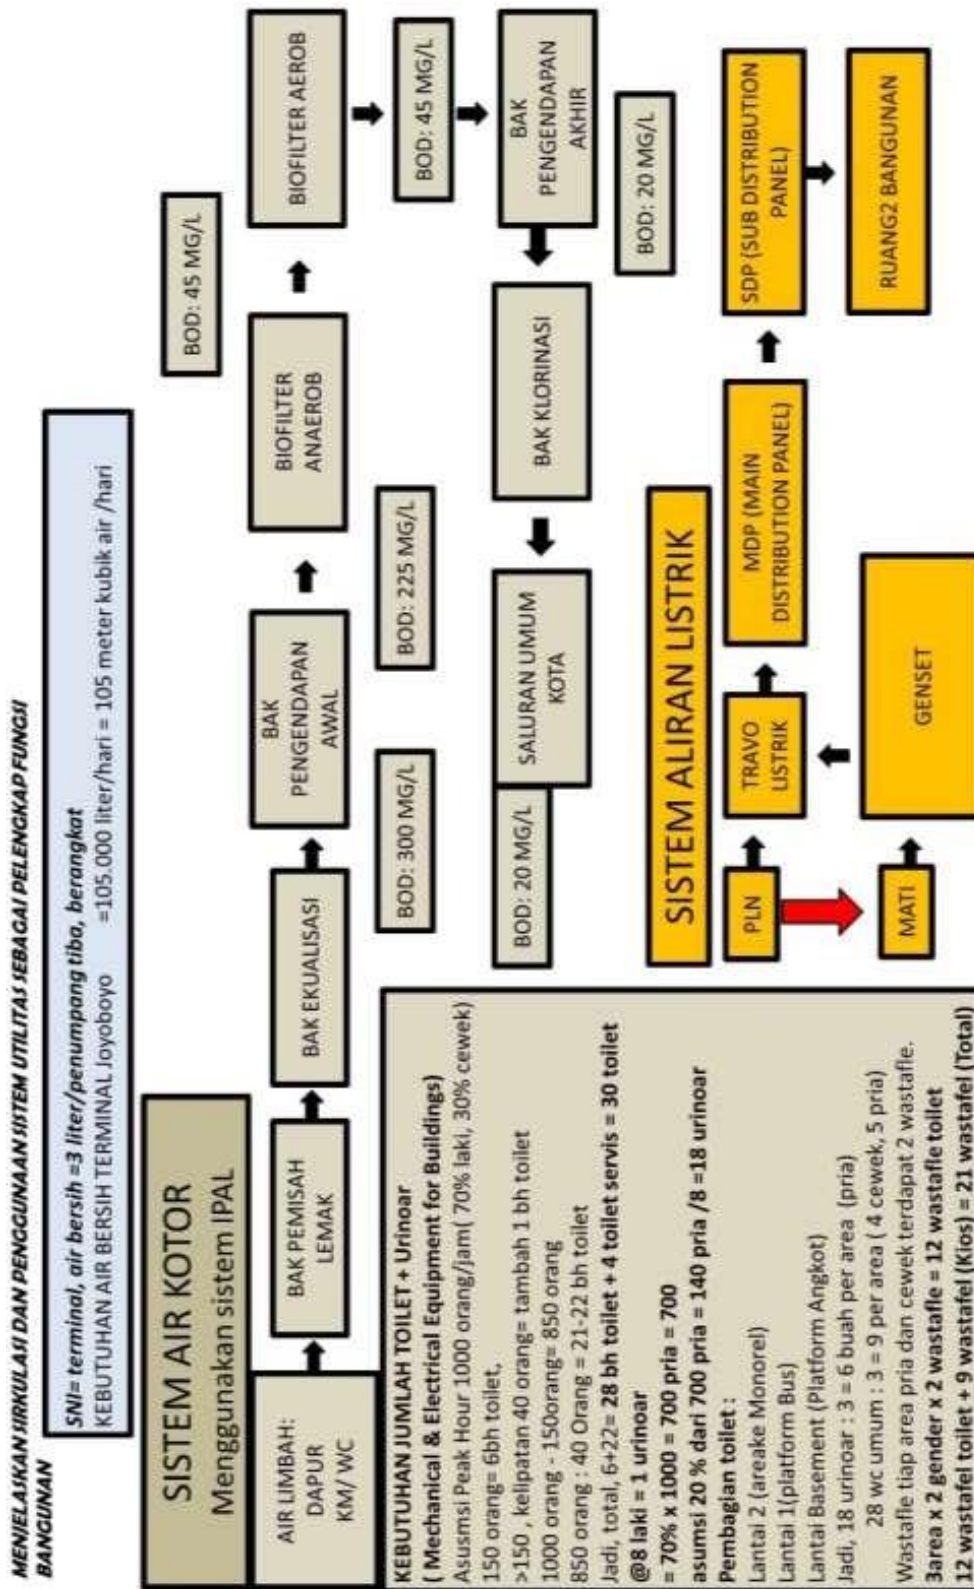 MENJELASKAN SIRKULASI DAN PENGGUNAAN SISTEM UTILITAS SEBAGAI PELENGKAP FUNGSI
BANGUNAN
SNI= terminal, air bersih =3 liter/penumpang tiba, berangkat
KEBUTUHAN AIR BERSIH TERMINAL Joyoboyo =105.000 liter/hari = 105 meter kubik air /hari
SISTEM AIR KOTOR
Menggunakan sistem IPAL
AIR LIMBAH:
DAPUR
KM/ WC
BAK PEMISAH
LEMAK
BAK EKUALISASI
BAK
PENGENDAPAN
AWAL
BIOFILTER
ANAEROB
BIOFILTER AEROB
BOD: 45 MG/L
BOD: 300 MG/L
BOD: 225 MG/L
BOD: 45 MG/L
BAK
PENGENDAPAN
AKHIR
BOD: 20 MG/L
BAK KLORINASI
SALURAN UMUM
KOTA
BOD: 20 MG/L
KEBUTUHAN JUMLAH TOILET + Urinoar
( Mechanical & Electrical Equipment for Buildings)
Asusmsi Peak Hour 1000 orang/jam( 70% laki, 30% cewek)
150 orang= 6bh toilet,
>150 , kelipatan 40 orang= tambah 1 bh toilet
1000 orang - 150orang= 850 orang
850 orang : 40 Orang = 21-22 bh toilet
Jadi, total, 6+22= 28 bh toilet + 4 toilet servis = 30 toilet
@8 laki = 1 urinoar
= 70% x 1000 = 700 pria = 700
asumsi 20 % dari 700 pria = 140 pria /8 =18 urinoar
Pembagian toilet :
Lantai 2 (areake Monorel)
Lantai 1(platform Bus)
Lantai Basement (Platform Angkot)
Jadi, 18 urinoar : 3 = 6 buah per area (pria)
28 wc umum : 3 = 9 per area ( 4 cewek, 5 pria)
Wastafle tiap area pria dan cewek terdapat 2 wastafle.
3area x 2 gender x 2 wastafle = 12 wastafle toilet
12 wastafel toilet + 9 wastafel (Kios) = 21 wastafel (Total)
SISTEM ALIRAN LISTRIK
PLN
TRAVO
LISTRIK
MDP (MAIN
DISTRIBUTION PANEL)
SDP (SUB DISTRIBUTION
PANEL)
MATI
GENSET
RUANG2 BANGUNAN